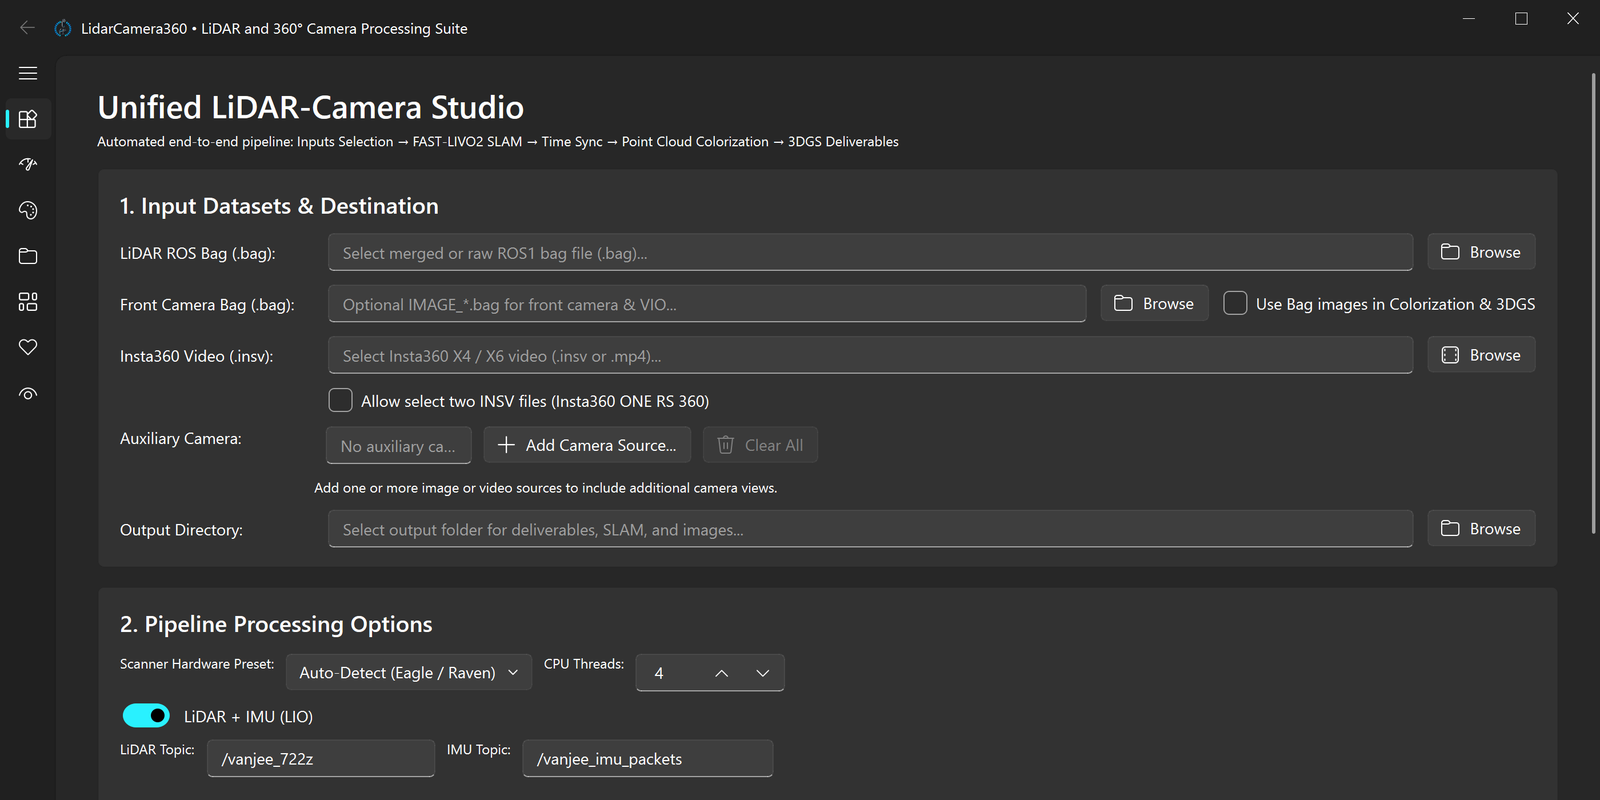 LidarCamera360 • LiDAR and 360° Camera Processing Suite
Unified LiDAR-Camera Studio
Automated end-to-end pipeline: Inputs Selection → FAST-LIVO2 SLAM → Time Sync → Point Cloud Colorization → 3DGS Deliverables
1. Input Datasets & Destination
LiDAR ROS Bag (.bag): Select merged or raw ROS1 bag file (.bag)... Browse
Front Camera Bag (.bag): Optional IMAGE_*.bag for front camera & VIO... Browse Use Bag images in Colorization & 3DGS
Insta360 Video (.insv): Select Insta360 X4 / X6 video (.insv or .mp4)... Browse
Allow select two INSV files (Insta360 ONE RS 360)
Auxiliary Camera: No auxiliary ca... Add Camera Source... Clear All
Add one or more image or video sources to include additional camera views.
Output Directory: Select output folder for deliverables, SLAM, and images... Browse
2. Pipeline Processing Options
Scanner Hardware Preset: Auto-Detect (Eagle / Raven) CPU Threads: 4
LiDAR + IMU (LIO)
LiDAR Topic: /vanjee_722z IMU Topic: /vanjee_imu_packets